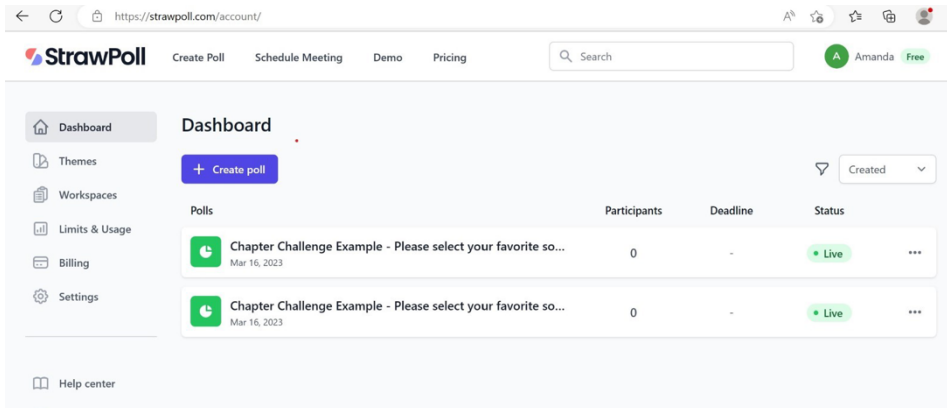 https://strawpoll.com/account/
StrawPoll Create Poll Schedule Meeting Demo Pricing Search A Amanda Free
Dashboard
Themes
Workspaces
Limits & Usage
Billing
Settings
Help center
Dashboard
+ Create poll
Created
Polls Participants Deadline Status
Chapter Challenge Example - Please select your favorite so... 0 - Live
Mar 16, 2023
Chapter Challenge Example - Please select your favorite so... 0 - Live
Mar 16, 2023